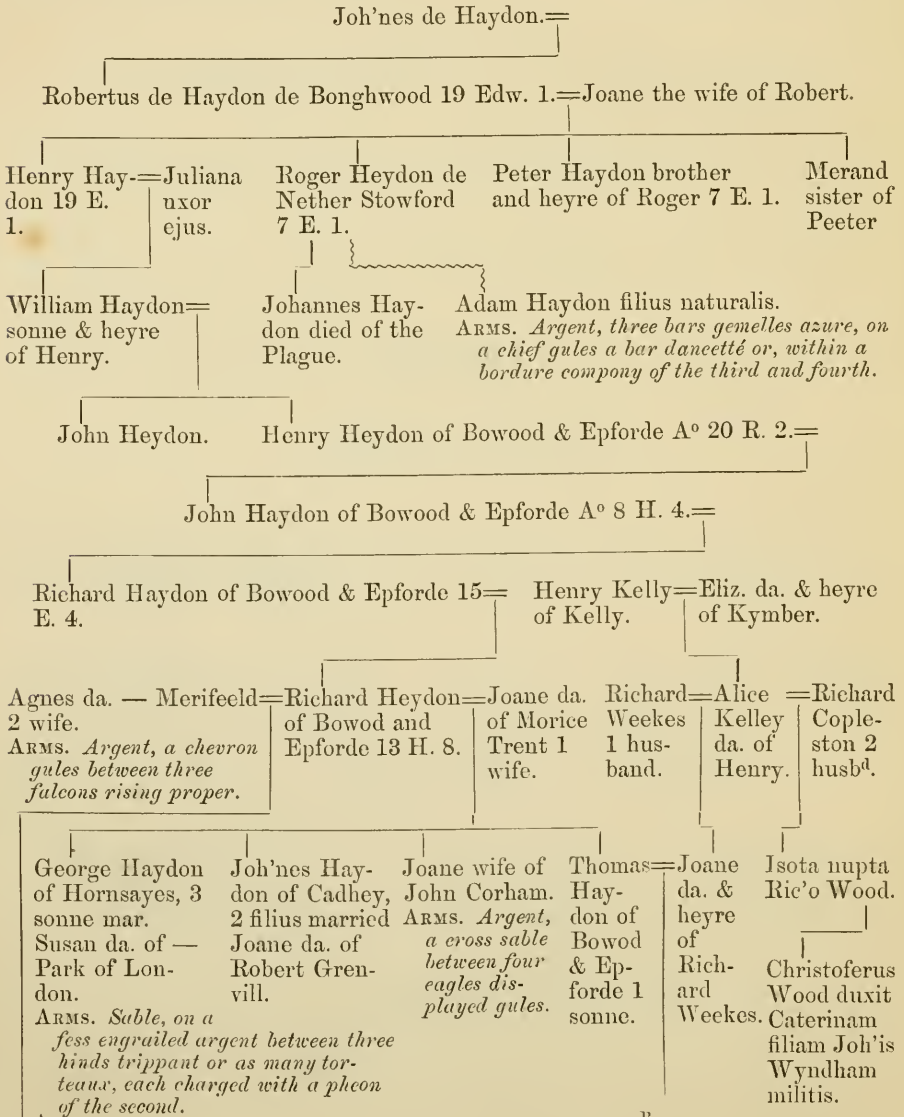 Joh'nes de Haydon.=
Robertus de Haydon de Bonghwood 19 Edw. 1.=Joane the wife of Robert.
Henry Hay-=Juliana
don 19 E. uxor
1. ejus.
Roger Heydon de
Nether Stowford
7 E. 1.
Peter Haydon brother
and heyre of Roger 7 E. 1.
Merand
sister of
Peeter
William Haydon=
sonne & heyre
of Henry.
Johannes Hay-
don died of the
Plague.
Adam Haydon filius naturalis.
ARMS. Argent, three bars gemelles azure, on
a chief gules a bar dancetté or, within a
bordure compony of the third and fourth.
John Heydon.
Henry Heydon of Bowood & Epforde Aº 20 R. 2.=
John Haydon of Bowood & Epforde Aº 8 H. 4.=
Richard Haydon of Bowood & Epforde 15=
E. 4.
Henry Kelly=Eliz. da. & heyre
of Kelly. of Kymber.
Agnes da. — Merifeeld=Richard Heydon=Joane da.
2 wife.
ARMS. Argent, a chevron
gules between three
falcons rising proper.
of Bowod and
Epforde 13 H. 8.
of Morice
Trent 1
wife.
Richard=Alice =Richard
Weekes
1 hus-
band.
Kelley
da. of
Henry.
Cople-
ston 2
husbd.
George Haydon
of Hornsayes, 3
sonne mar.
Susan da. of —
Park of Lon-
don.
ARMS. Sable, on a
fess engrailed argent between three
hinds trippant or as many tor-
teaux, each charged with a pheon
of the second.
Joh'nes Hay-
don of Cadhey,
2 filius married
Joane da. of
Robert Gren-
vill.
Joane wife of
John Corham.
ARMS. Argent,
a cross sable
between four
eagles dis-
played gules.
Thomas=Joane
Hay-
don of
Bowod
& Ep-
forde 1
sonne.
da. &
heyre
of
Rich-
ard
Weekes.
Isota nupta
Ric'o Wood.
Christoferus
Wood duxit
Caterinam
filiam Joh'is
Wyndham
militis.